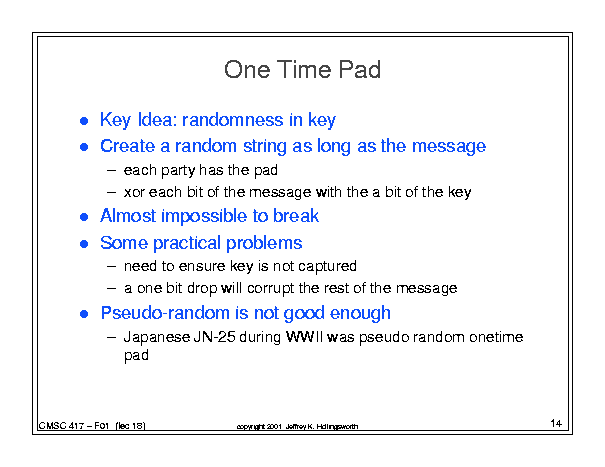 One Time Pad
● Key Idea: randomness in key
● Create a random string as long as the message
– each party has the pad
– xor each bit of the message with the a bit of the key
● Almost impossible to break
● Some practical problems
– need to ensure key is not captured
– a one bit drop will corrupt the rest of the message
● Pseudo-random is not good enough
– Japanese JN-25 during WWII was pseudo random onetime
pad
CMSC 417 – F01 (lec 18)
copyright 2001 Jeffrey K. Hollingsworth
14